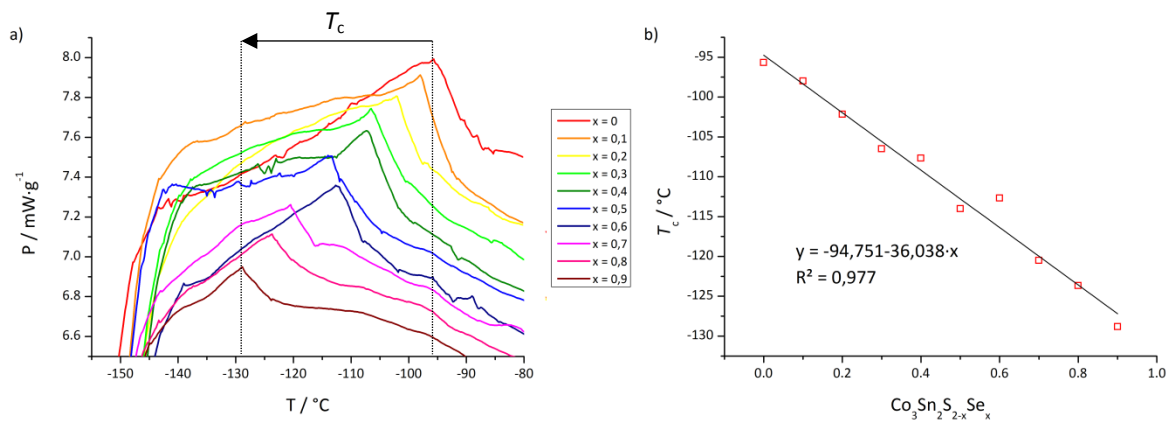 a)
T_c
P / mW·g⁻¹
8.0
7.8
7.6
7.4
7.2
7.0
6.8
6.6
-150
-140
-130
-120
-110
-100
-90
-80
T / °C
x = 0
x = 0,1
x = 0,2
x = 0,3
x = 0,4
x = 0,5
x = 0,6
x = 0,7
x = 0,8
x = 0,9
b)
T_c / °C
-95
-100
-105
-110
-115
-120
-125
-130
y = -94,751-36,038·x
R² = 0,977
0.0
0.2
0.4
0.6
0.8
1.0
Co₃Sn₂S₂₋ₓSeₓ